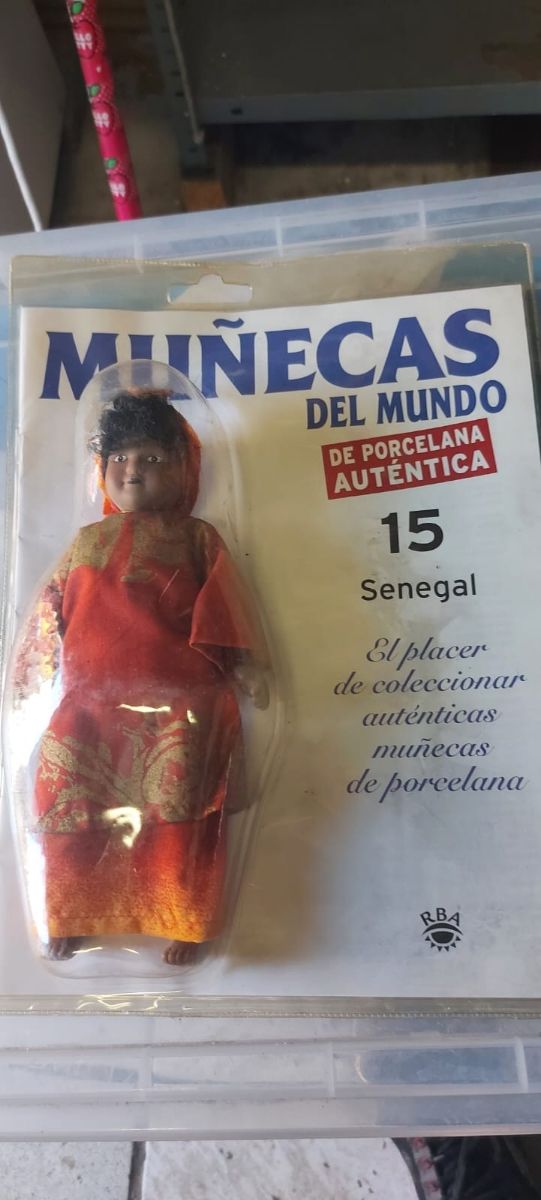 MUÑECAS
DEL MUNDO
DE PORCELANA
AUTÉNTICA
15
Senegal
El placer
de coleccionar
auténticas
muñecas
de porcelana
RBA